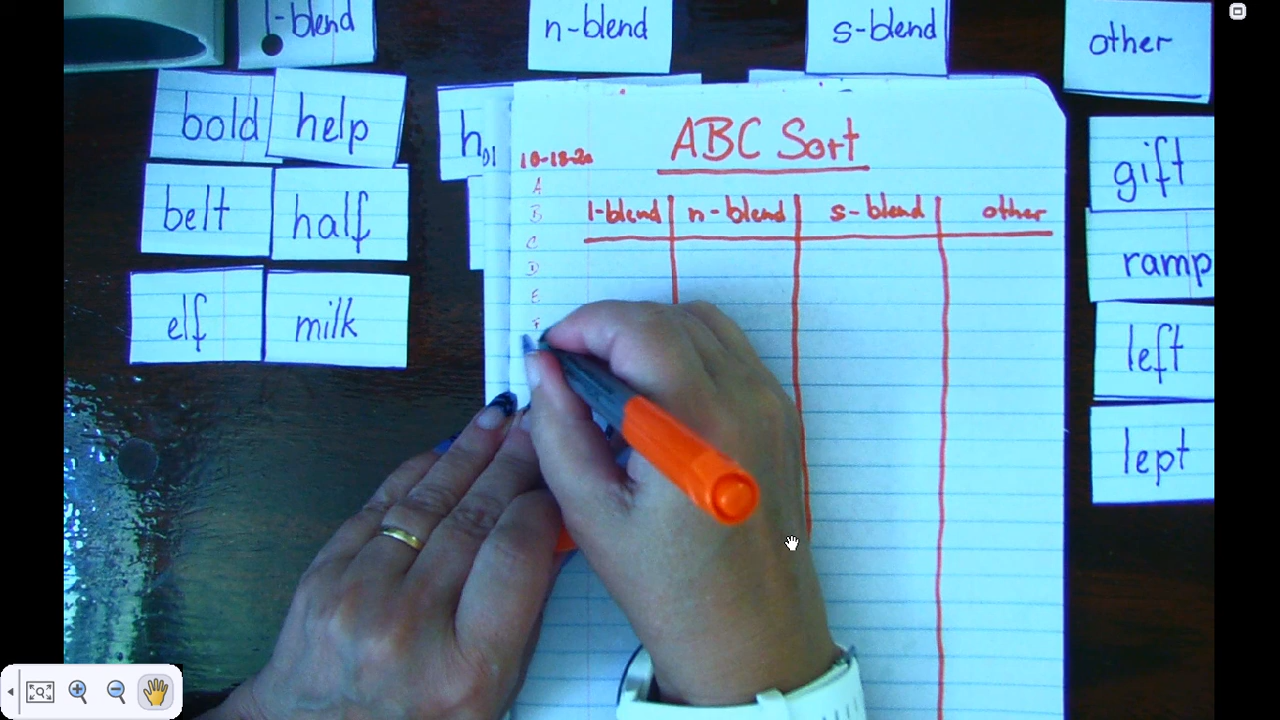 l-blend
n-blend
s-blend
other
bold
help
belt
half
elf
milk
ABC Sort
10-18-20
A
B
C
D
E
F
l-blend
n-blend
s-blend
other
gift
ramp
left
lept